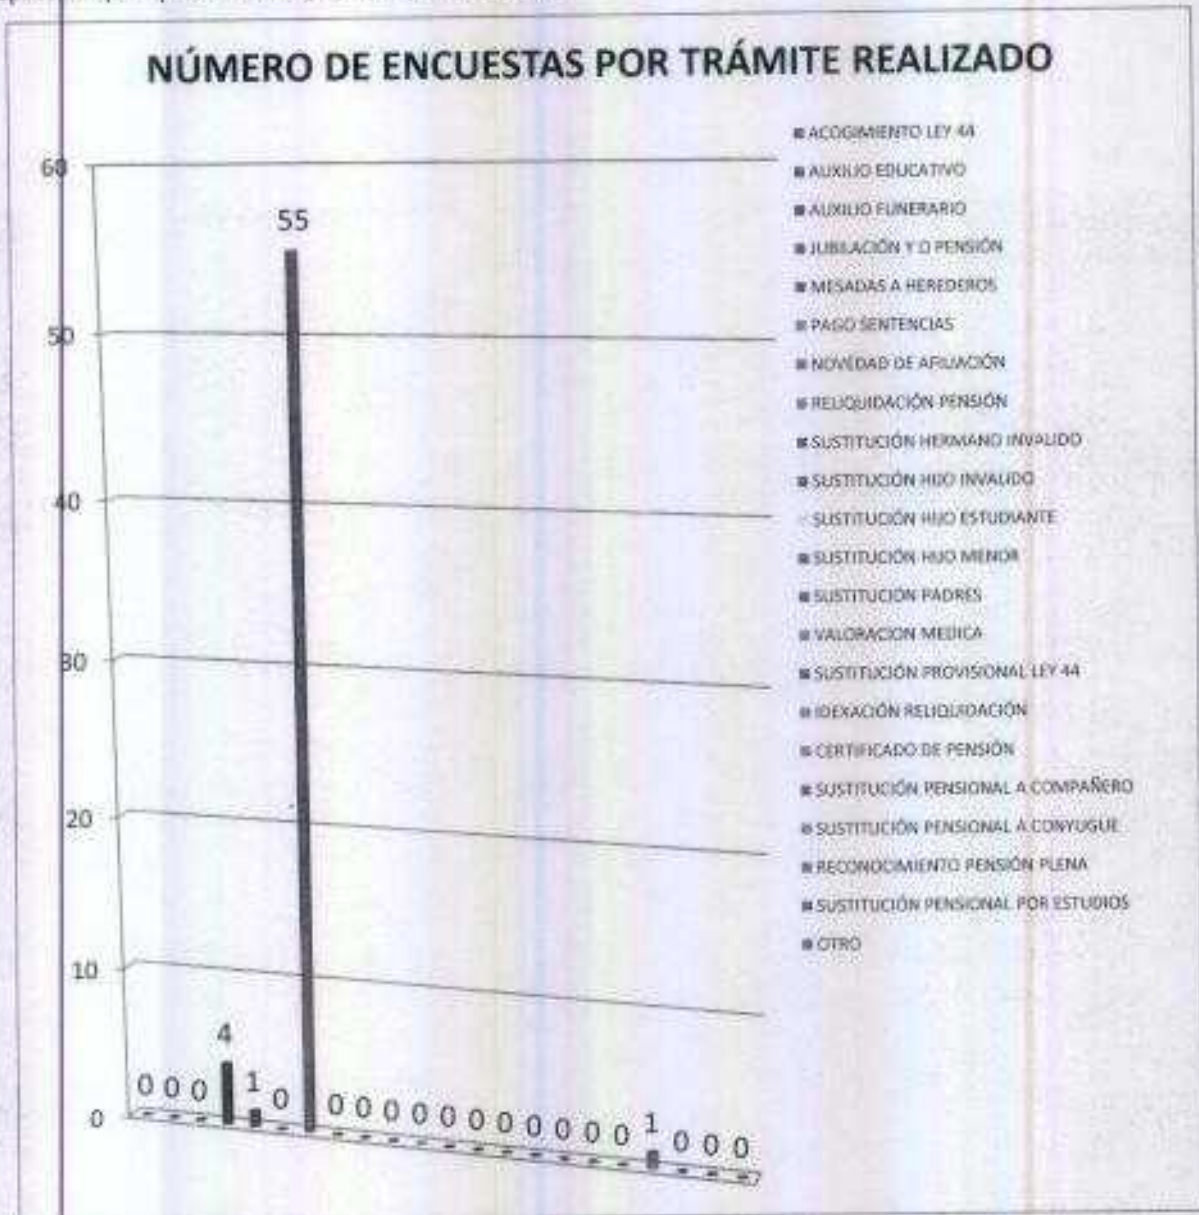 NÚMERO DE ENCUESTAS POR TRÁMITE REALIZADO
60
50
40
30
20
10
0
0 0 0 4 1 0 55 0 0 0 0 0 0 0 0 0 0 0 1 0 0 0
ACOGIMIENTO LEY 44
AUXILIO EDUCATIVO
AUXILIO FUNERARIO
JUBILACIÓN Y O PENSIÓN
MESADAS A HEREDEROS
PAGO SENTENCIAS
NOVEDAD DE AFILIACIÓN
RELIQUIDACIÓN PENSIÓN
SUSTITUCIÓN HERMANO INVALIDO
SUSTITUCIÓN HIJO INVALIDO
SUSTITUCIÓN HIJO ESTUDIANTE
SUSTITUCIÓN HIJO MENOR
SUSTITUCIÓN PADRES
VALORACION MEDICA
SUSTITUCIÓN PROVISIONAL LEY 44
IDEXACIÓN RELIQUIDACIÓN
CERTIFICADO DE PENSIÓN
SUSTITUCIÓN PENSIONAL A COMPAÑERO
SUSTITUCIÓN PENSIONAL A CONYUGUE
RECONOCIMIENTO PENSIÓN PLENA
SUSTITUCIÓN PENSIONAL POR ESTUDIOS
OTRO